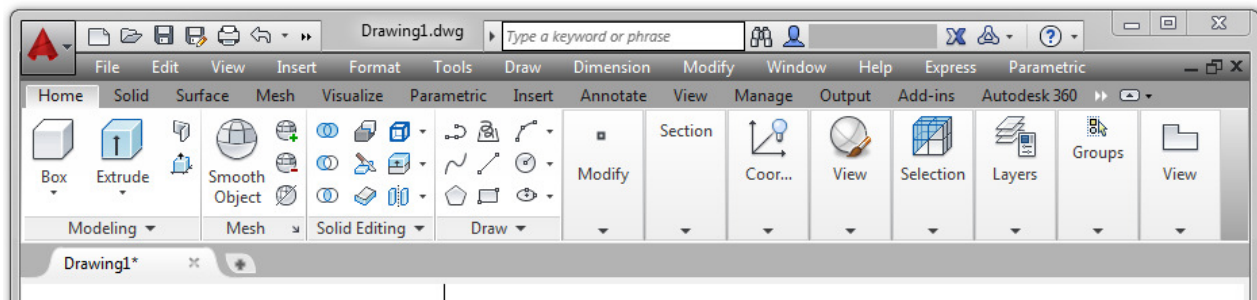 Drawing1.dwg Type a keyword or phrase
File Edit View Insert Format Tools Draw Dimension Modify Window Help Express Parametric
Home Solid Surface Mesh Visualize Parametric Insert Annotate View Manage Output Add-ins Autodesk 360
Box Extrude Smooth Object Modify Section Coor... View Selection Layers Groups View
Modeling Mesh Solid Editing Draw
Drawing1*